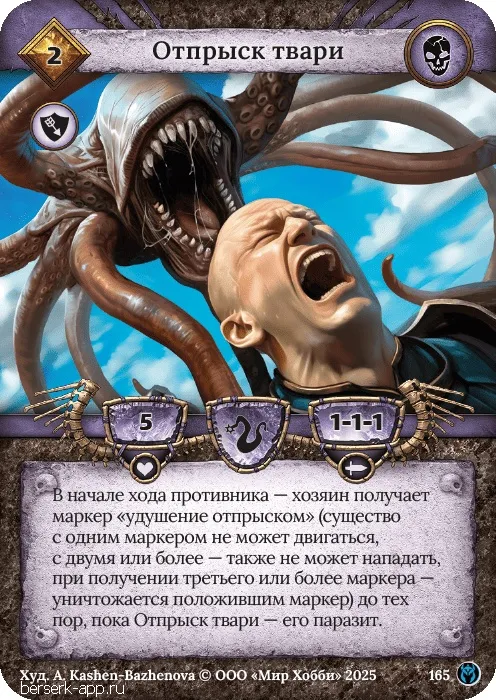 2
Отпрыск твари
5
1-1-1
В начале хода противника — хозяин получает
маркер «удушение отпрыском» (существо
с одним маркером не может двигаться,
с двумя или более — также не может нападать,
при получении третьего или более маркера —
уничтожается положившим маркер) до тех
пор, пока Отпрыск твари — его паразит.
Худ. A. Kashen-Bazhenova © ООО «Мир Хобби» 2025
165
berserk-app.ru